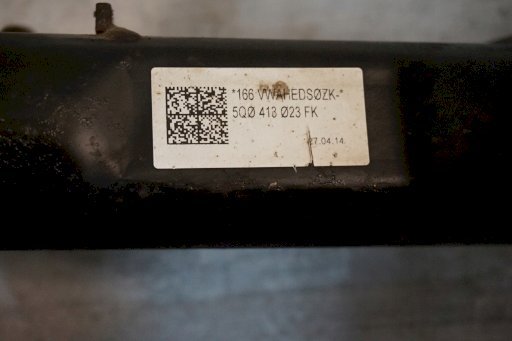 *166 VWAHEDSØZK-*
5QØ 413 Ø23 FK
27.04.14